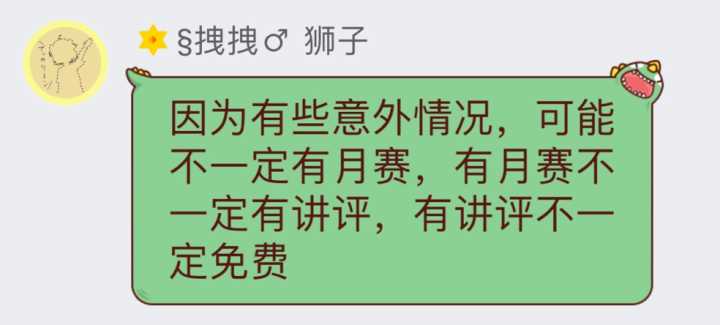 §拽拽♂ 狮子
因为有些意外情况，可能
不一定有月赛，有月赛不
一定有讲评，有讲评不一
定免费